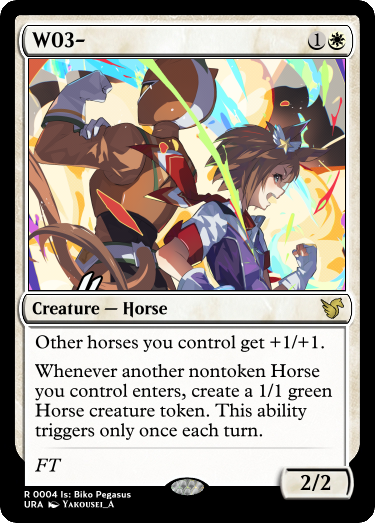 W03-
1
Creature — Horse
Other horses you control get +1/+1.
Whenever another nontoken Horse
you control enters, create a 1/1 green
Horse creature token. This ability
triggers only once each turn.
FT
2/2
R 0004 Is: Biko Pegasus
URA YAKOUSEI_A